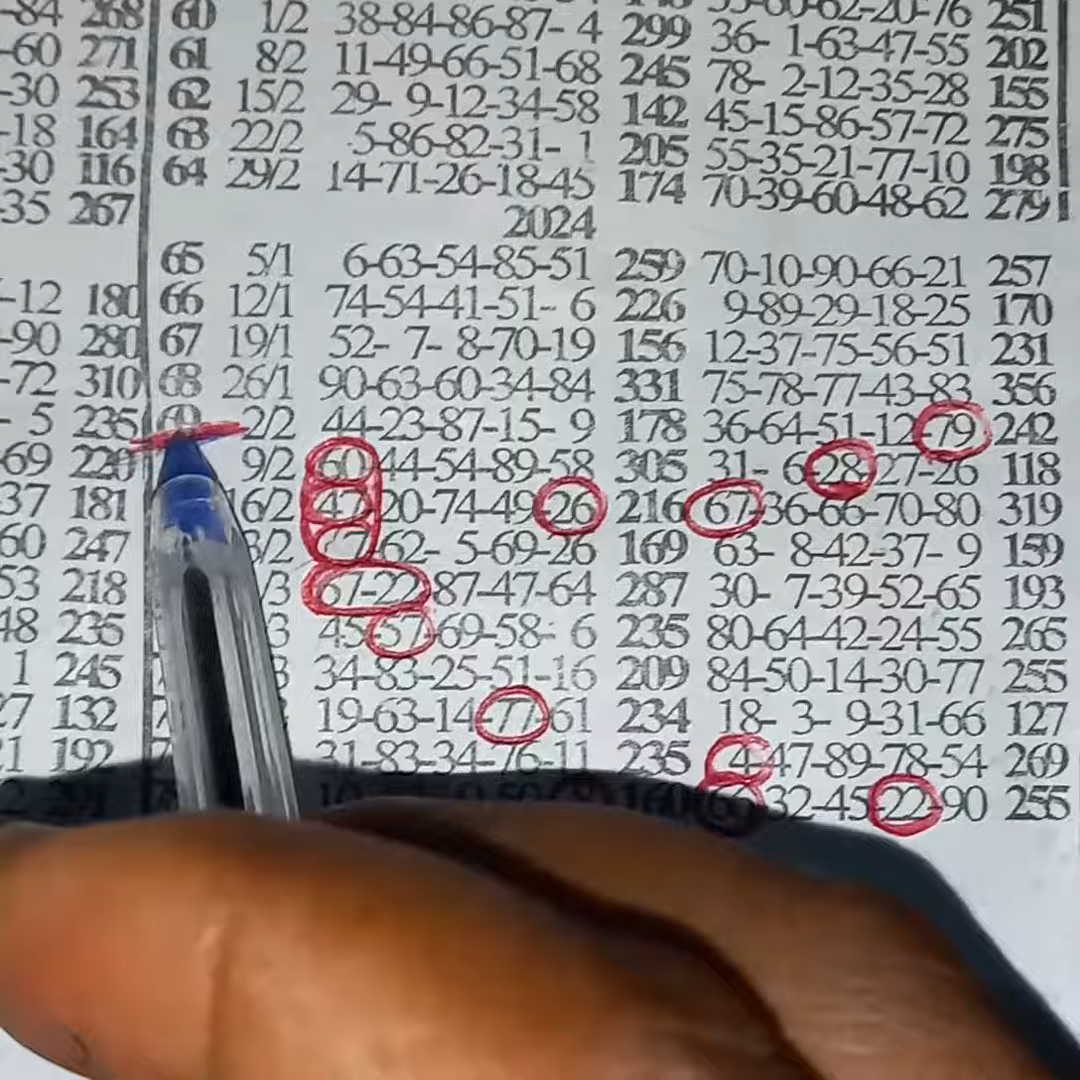 -84 268 60 1/2 38-84-86-87- 4 299 36- 1-63-47-55 202
-60 271 61 8/2 11-49-66-51-68 245 78- 2-12-35-28 155
-30 253 62 15/2 29- 9-12-34-58 142 45-15-86-57-72 275
-18 164 63 22/2 5-86-82-31- 1 205 55-35-21-77-10 198
-30 116 64 29/2 14-71-26-18-45 174 70-39-60-48-62 279
-35 267
2024
65 5/1 6-63-54-85-51 259 70-10-90-66-21 257
-12 180 66 12/1 74-54-41-51- 6 226 9-89-29-18-25 170
-90 280 67 19/1 52- 7- 8-70-19 156 12-37-75-56-51 231
-72 310 68 26/1 90-63-60-34-84 331 75-78-77-43-83 356
- 5 235 69 2/2 44-23-87-15- 9 178 36-64-51-12-79 242
-69 220 9/2 60-44-54-89-58 305 31- 6-28-27-26 118
37 181 16/2 47-20-74-49-26 216 67-36-66-70-80 319
60 247 3/2 7-62- 5-69-26 169 63- 8-42-37- 9 159
53 218 /3 67-22-87-47-64 287 30- 7-39-52-65 193
48 235 3 45-57-69-58- 6 235 80-64-42-24-55 265
1 245 34-83-25-51-16 209 84-50-14-30-77 255
27 132 19-63-14-77-61 234 18- 3- 9-31-66 127
21 192 31-83-34-76-11 235 4-47-89-78-54 269
160 32-45-22-90 255